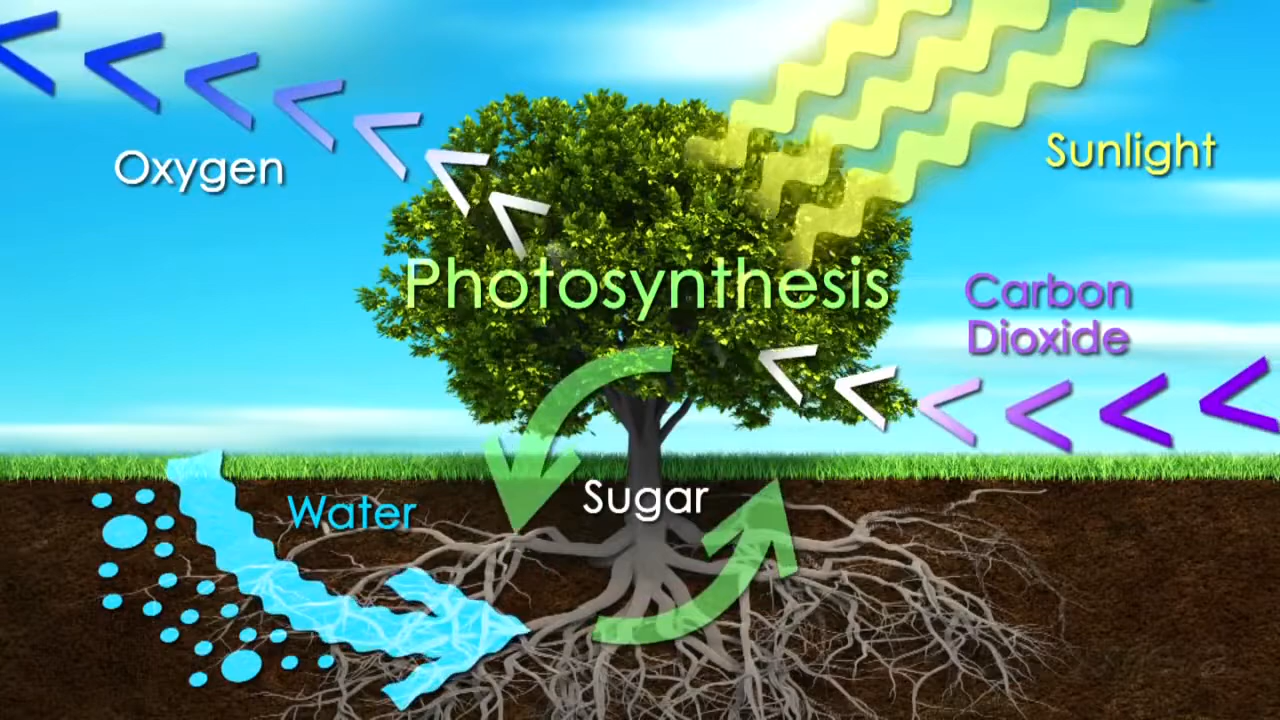 Oxygen
Sunlight
Photosynthesis
Carbon
Dioxide
Water
Sugar